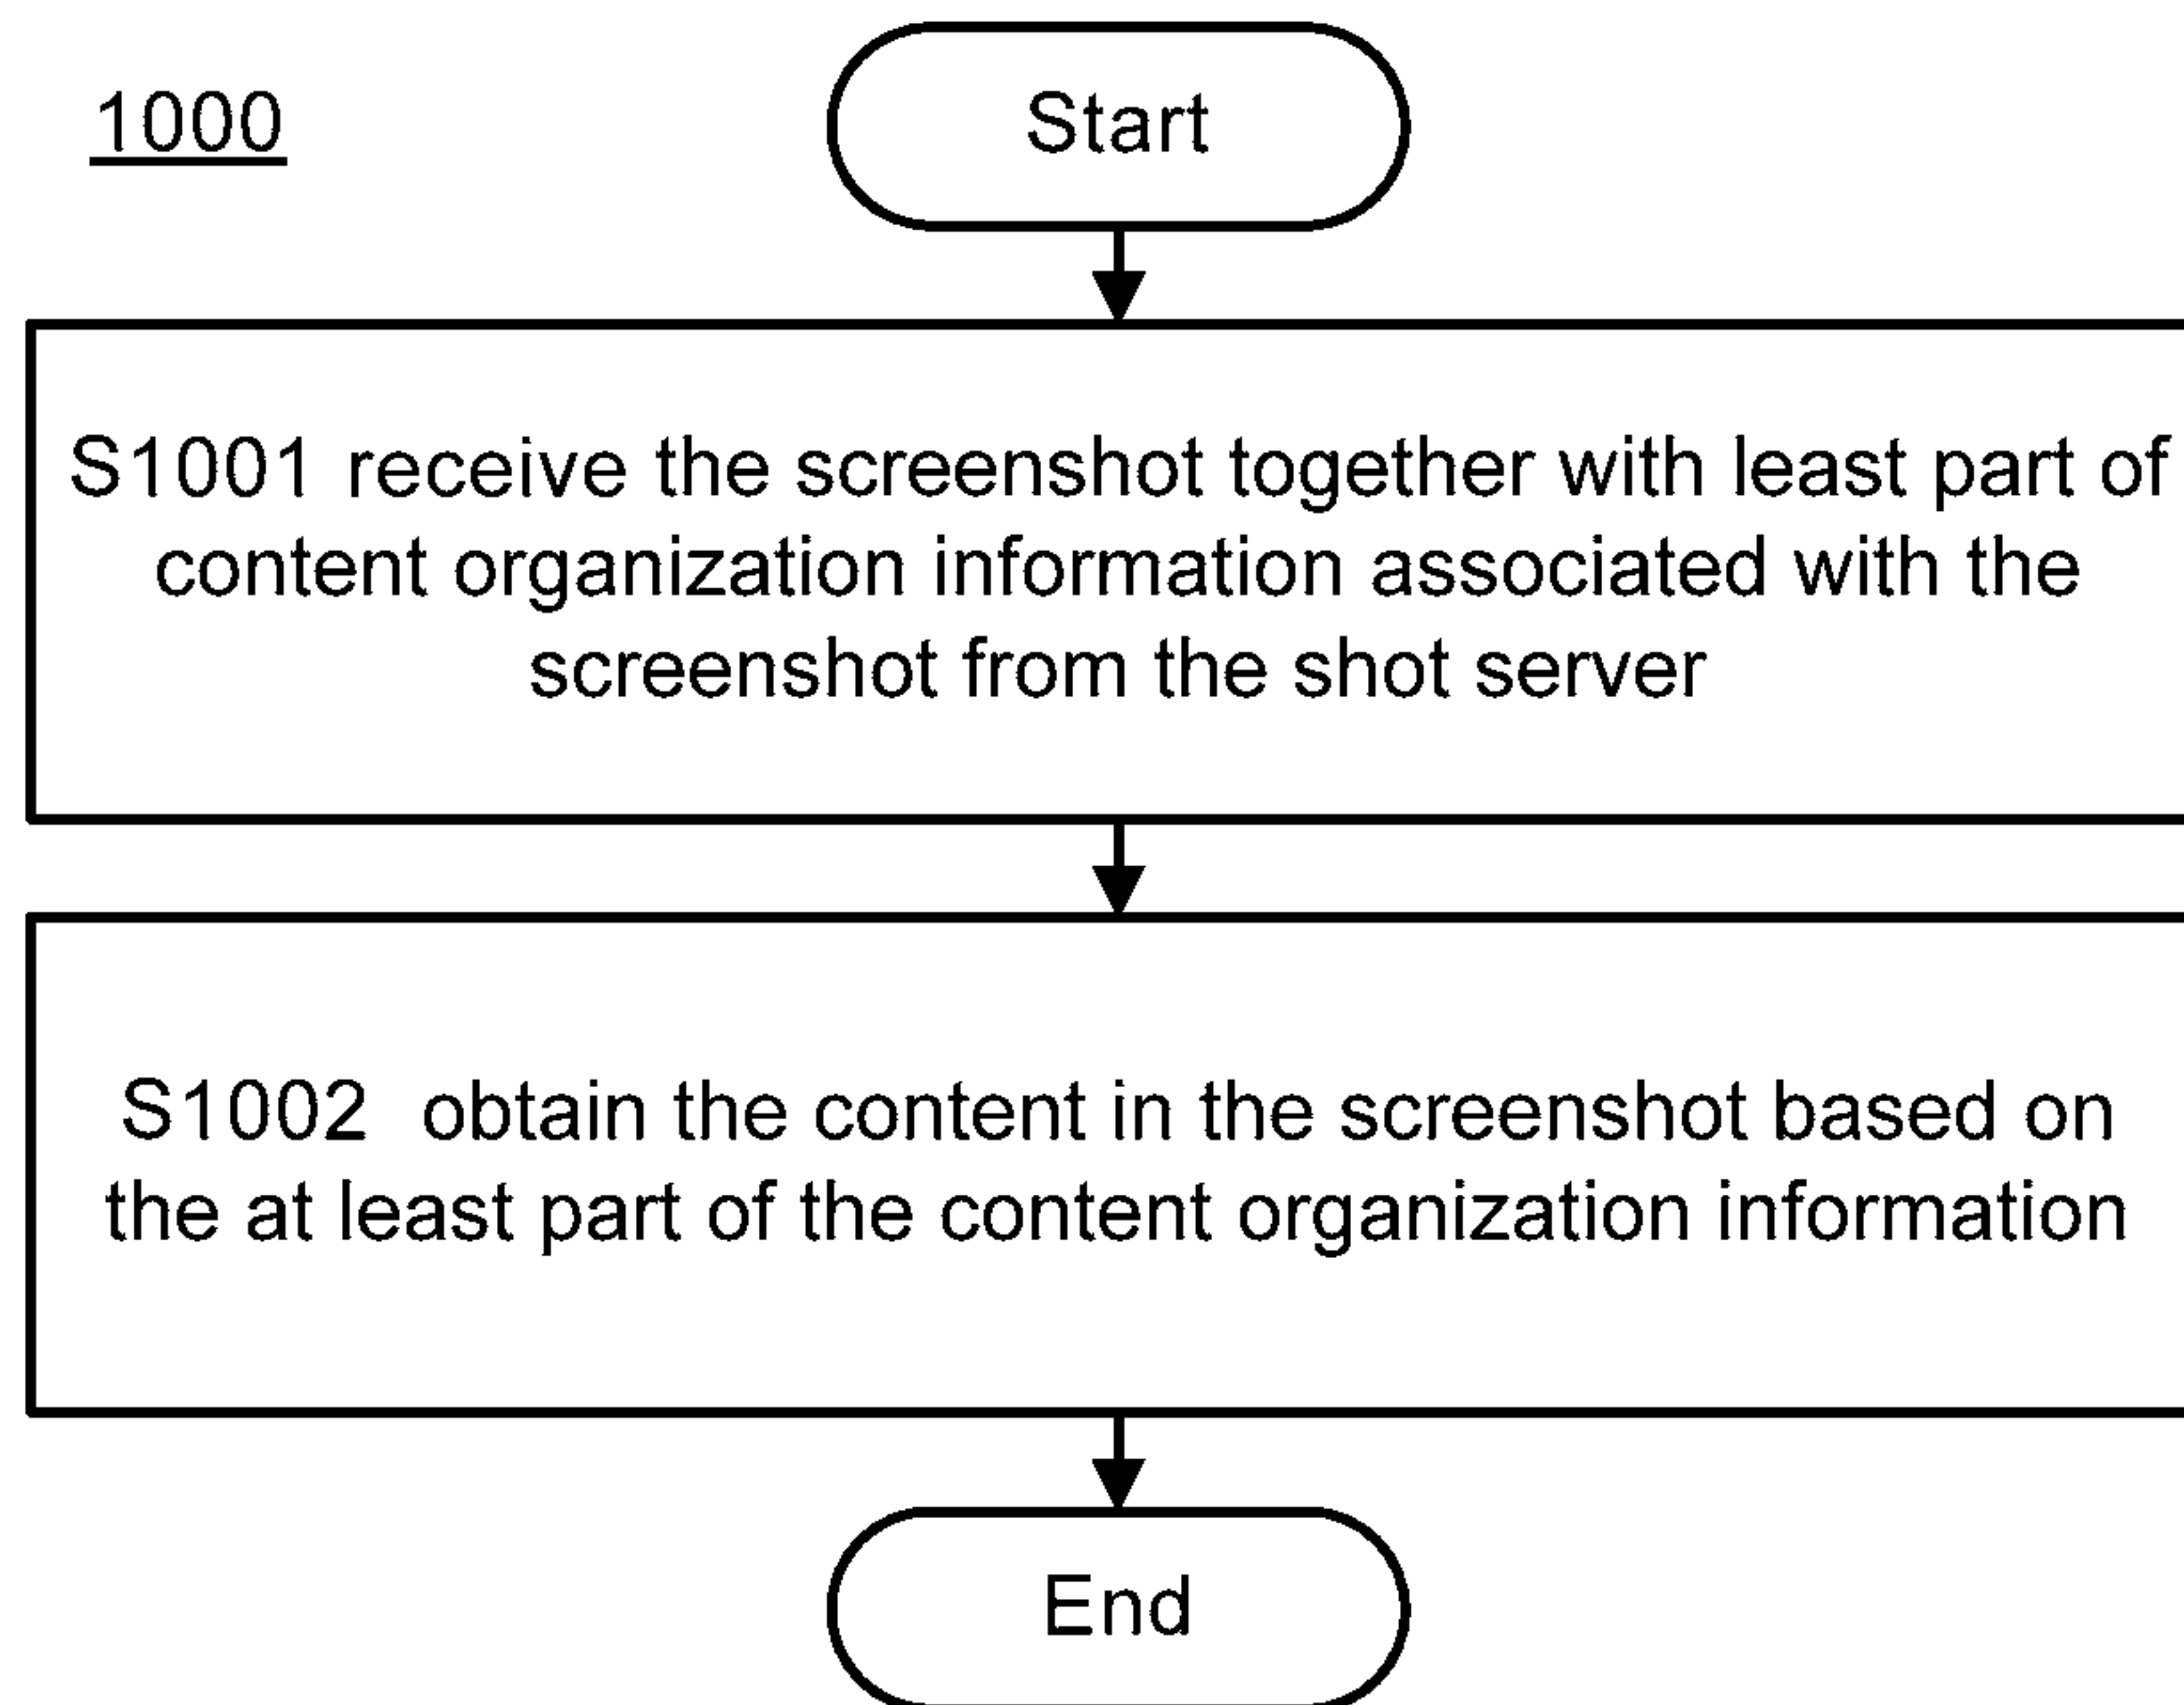 1000
Start
S1001 receive the screenshot together with least part of
content organization information associated with the
screenshot from the shot server
S1002 obtain the content in the screenshot based on
the at least part of the content organization information
End